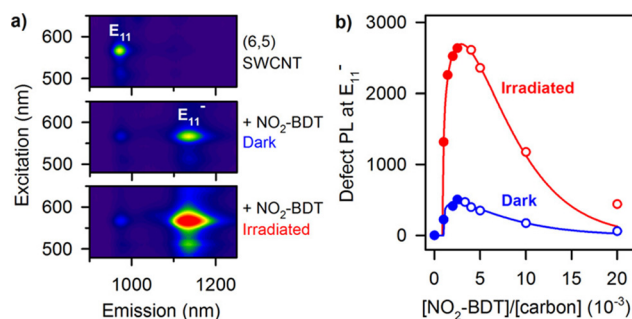 a)
E₁₁
(6,5)
SWCNT
600
500
E₁₁⁻
+ NO₂-BDT
Dark
600
500
+ NO₂-BDT
Irradiated
600
500
Excitation (nm)
1000 1200
Emission (nm)
b)
3000
2000
1000
0
Defect PL at E₁₁⁻
Irradiated
Dark
0 5 10 15 20
[NO₂-BDT]/[carbon] (10⁻³)